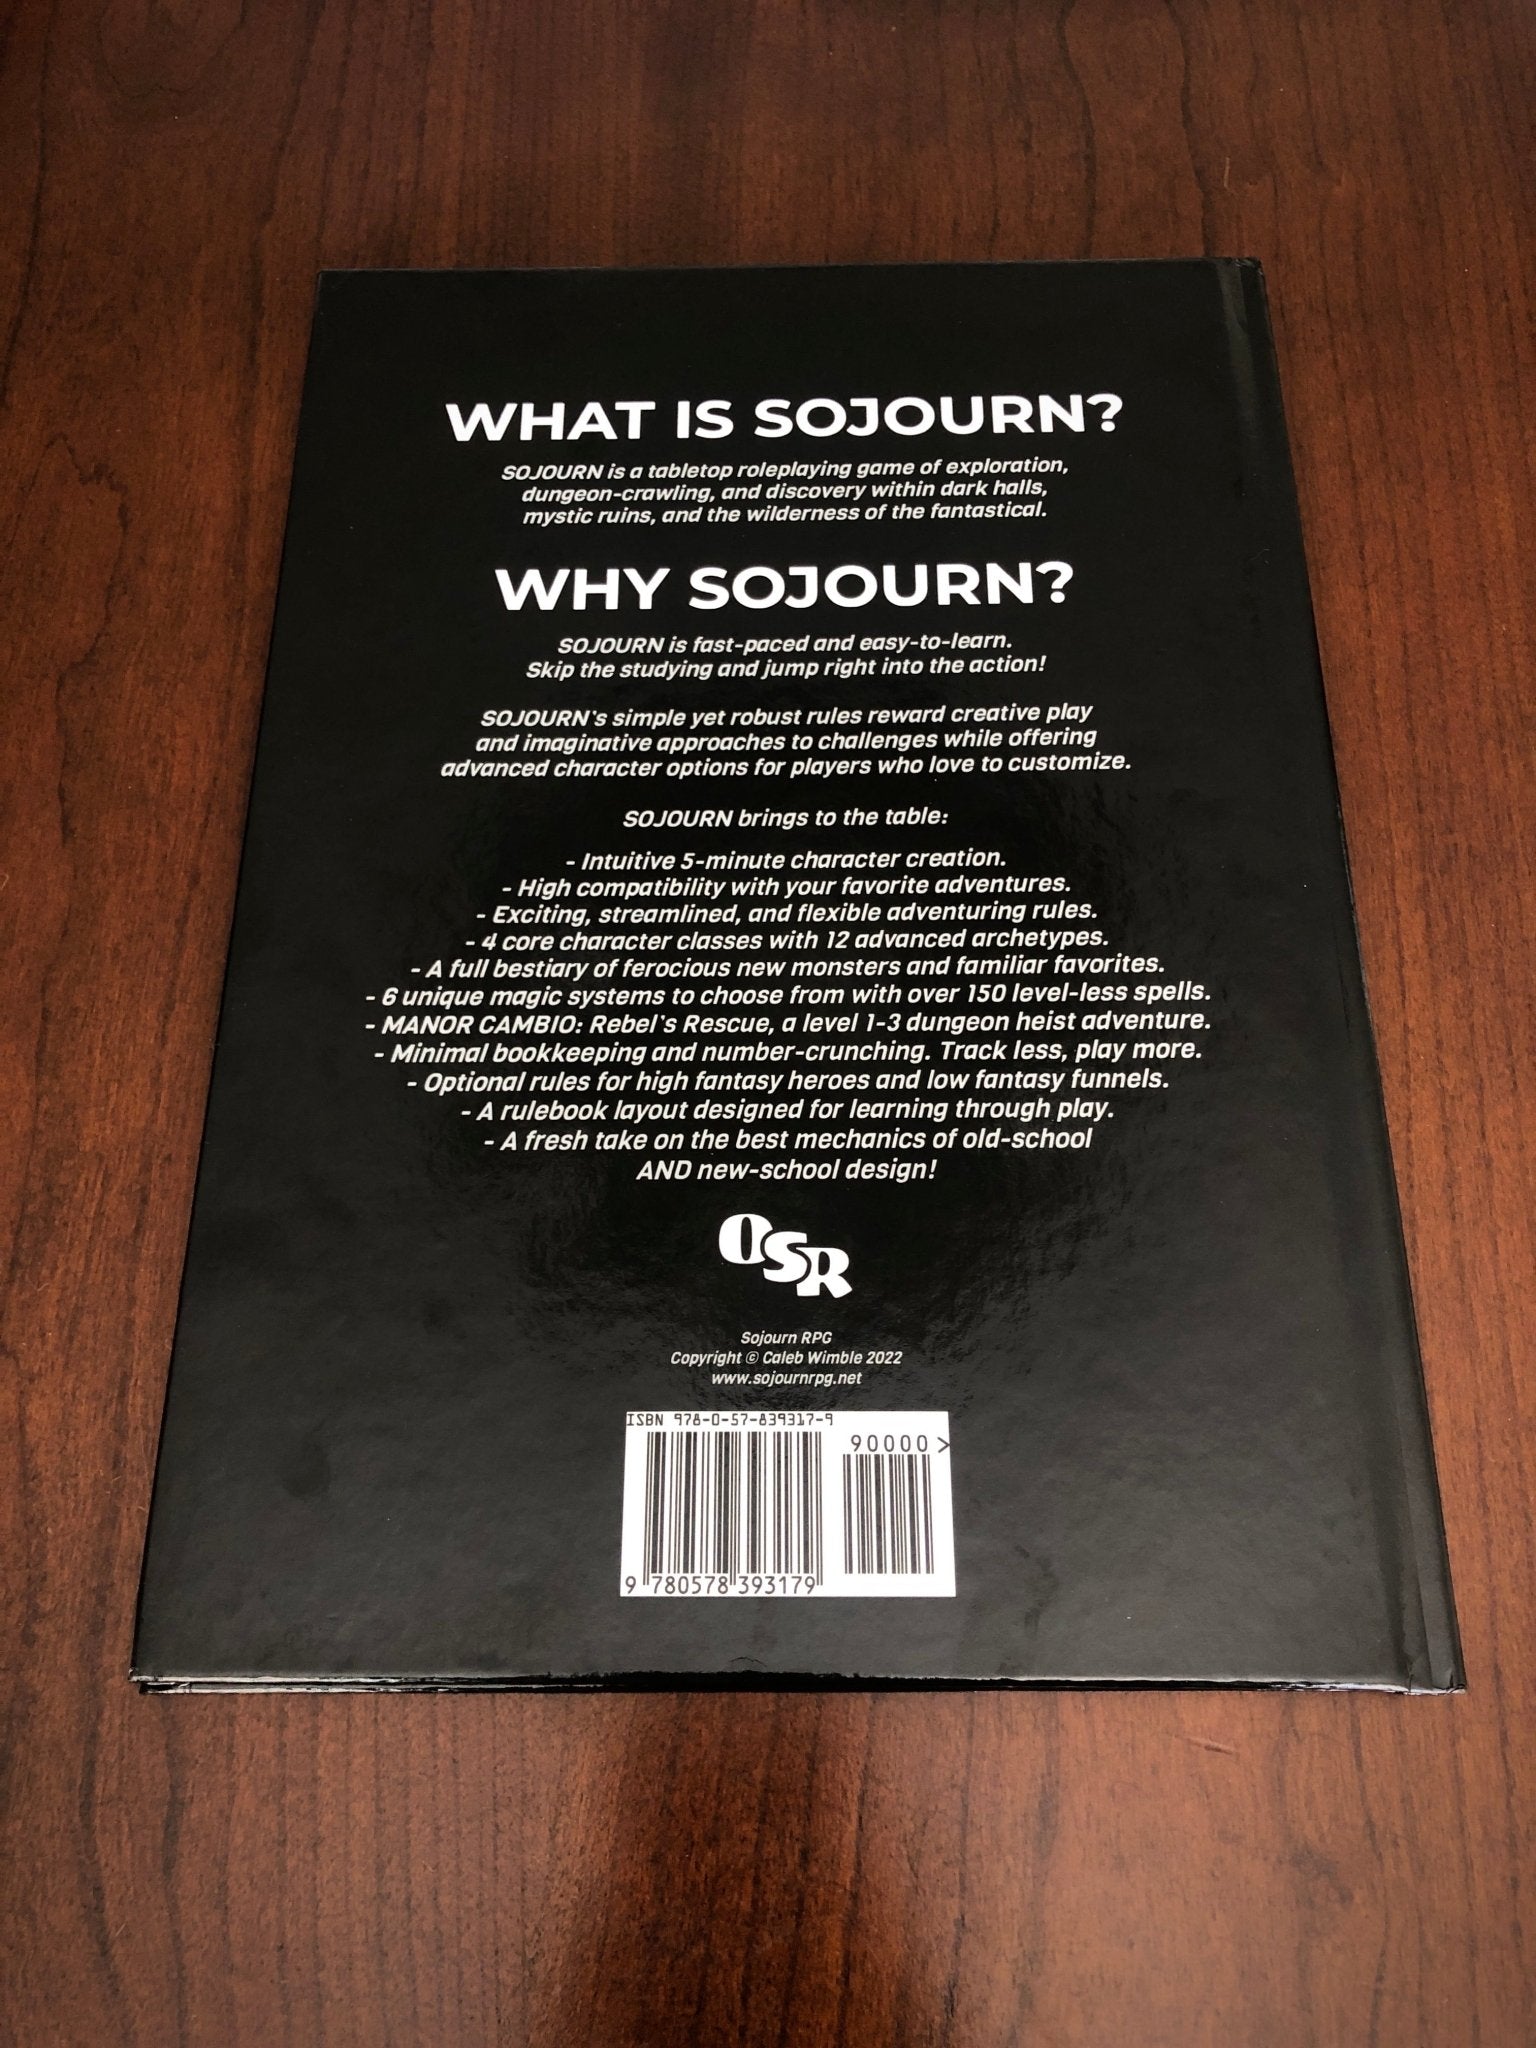 WHAT IS SOJOURN?
SOJOURN is a tabletop roleplaying game of exploration,
dungeon-crawling, and discovery within dark halls,
mystic ruins, and the wilderness of the fantastical.
WHY SOJOURN?
SOJOURN is fast-paced and easy-to-learn.
Skip the studying and jump right into the action!
SOJOURN's simple yet robust rules reward creative play
and imaginative approaches to challenges while offering
advanced character options for players who love to customize.
SOJOURN brings to the table:
- Intuitive 5-minute character creation.
- High compatibility with your favorite adventures.
- Exciting, streamlined, and flexible adventuring rules.
- 4 core character classes with 12 advanced archetypes.
- A full bestiary of ferocious new monsters and familiar favorites.
- 6 unique magic systems to choose from with over 150 level-less spells.
- MANOR CAMBIO: Rebel's Rescue, a level 1-3 dungeon heist adventure.
- Minimal bookkeeping and number-crunching. Track less, play more.
- Optional rules for high fantasy heroes and low fantasy funnels.
- A rulebook layout designed for learning through play.
- A fresh take on the best mechanics of old-school
AND new-school design!
OSR
Sojourn RPG
Copyright © Caleb Wimble 2022
www.sojournrpg.net
ISBN 978-0-57-839317-9
90000>
9 780578 393179